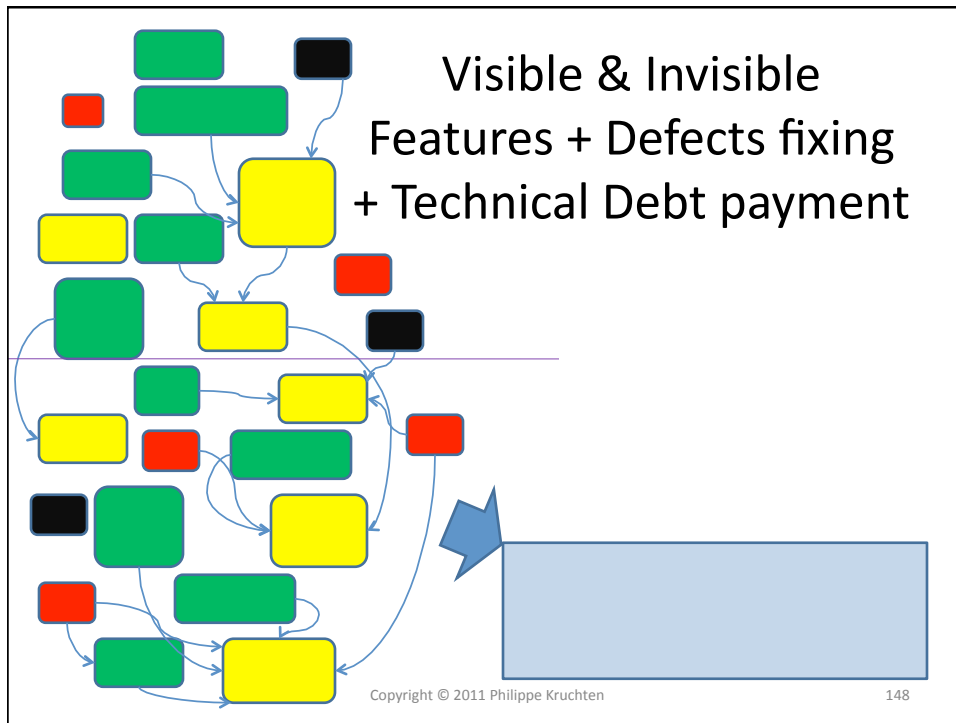 Visible & Invisible
Features + Defects fixing
+ Technical Debt payment
Copyright © 2011 Philippe Kruchten
148